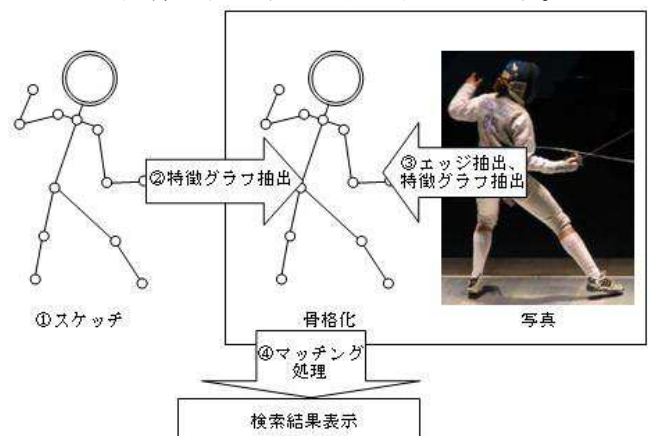 ②特徴グラフ抽出
③エッジ抽出、
特徴グラフ抽出
①スケッチ
骨格化
写真
④マッチング
処理
検索結果表示